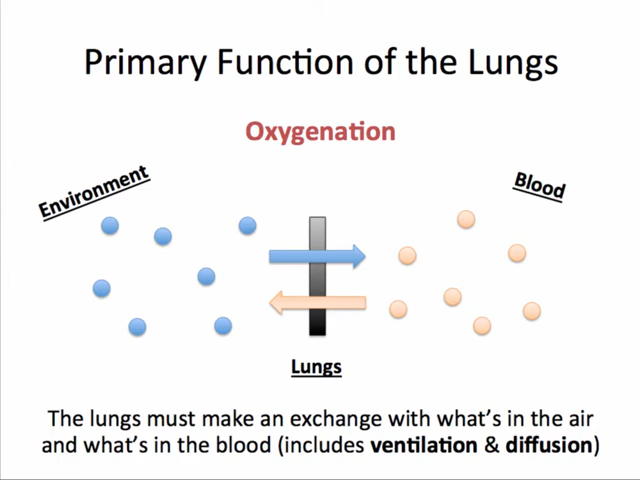 Primary Function of the Lungs
Oxygenation
Environment
Blood
Lungs
The lungs must make an exchange with what's in the air
and what's in the blood (includes ventilation & diffusion)